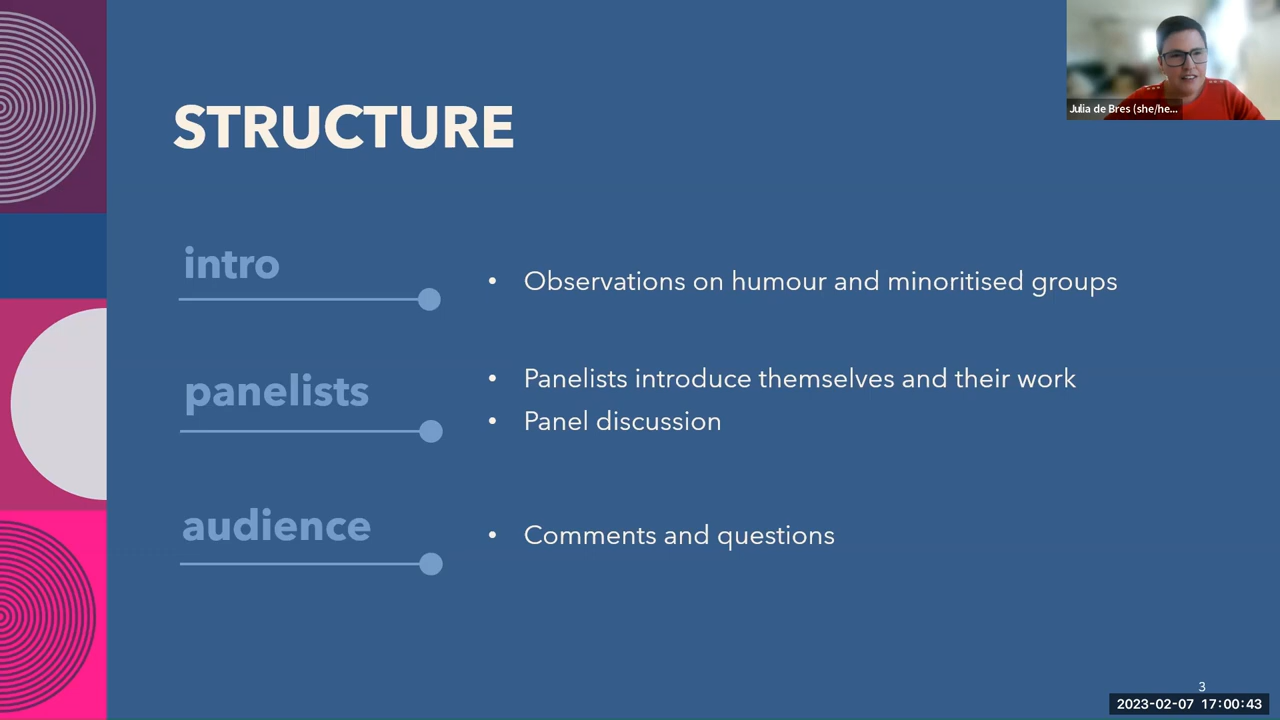 Julia de Bres (she/he...
STRUCTURE
intro
• Observations on humour and minoritised groups
panelists
• Panelists introduce themselves and their work
• Panel discussion
audience
• Comments and questions
3
2023-02-07 17:00:43